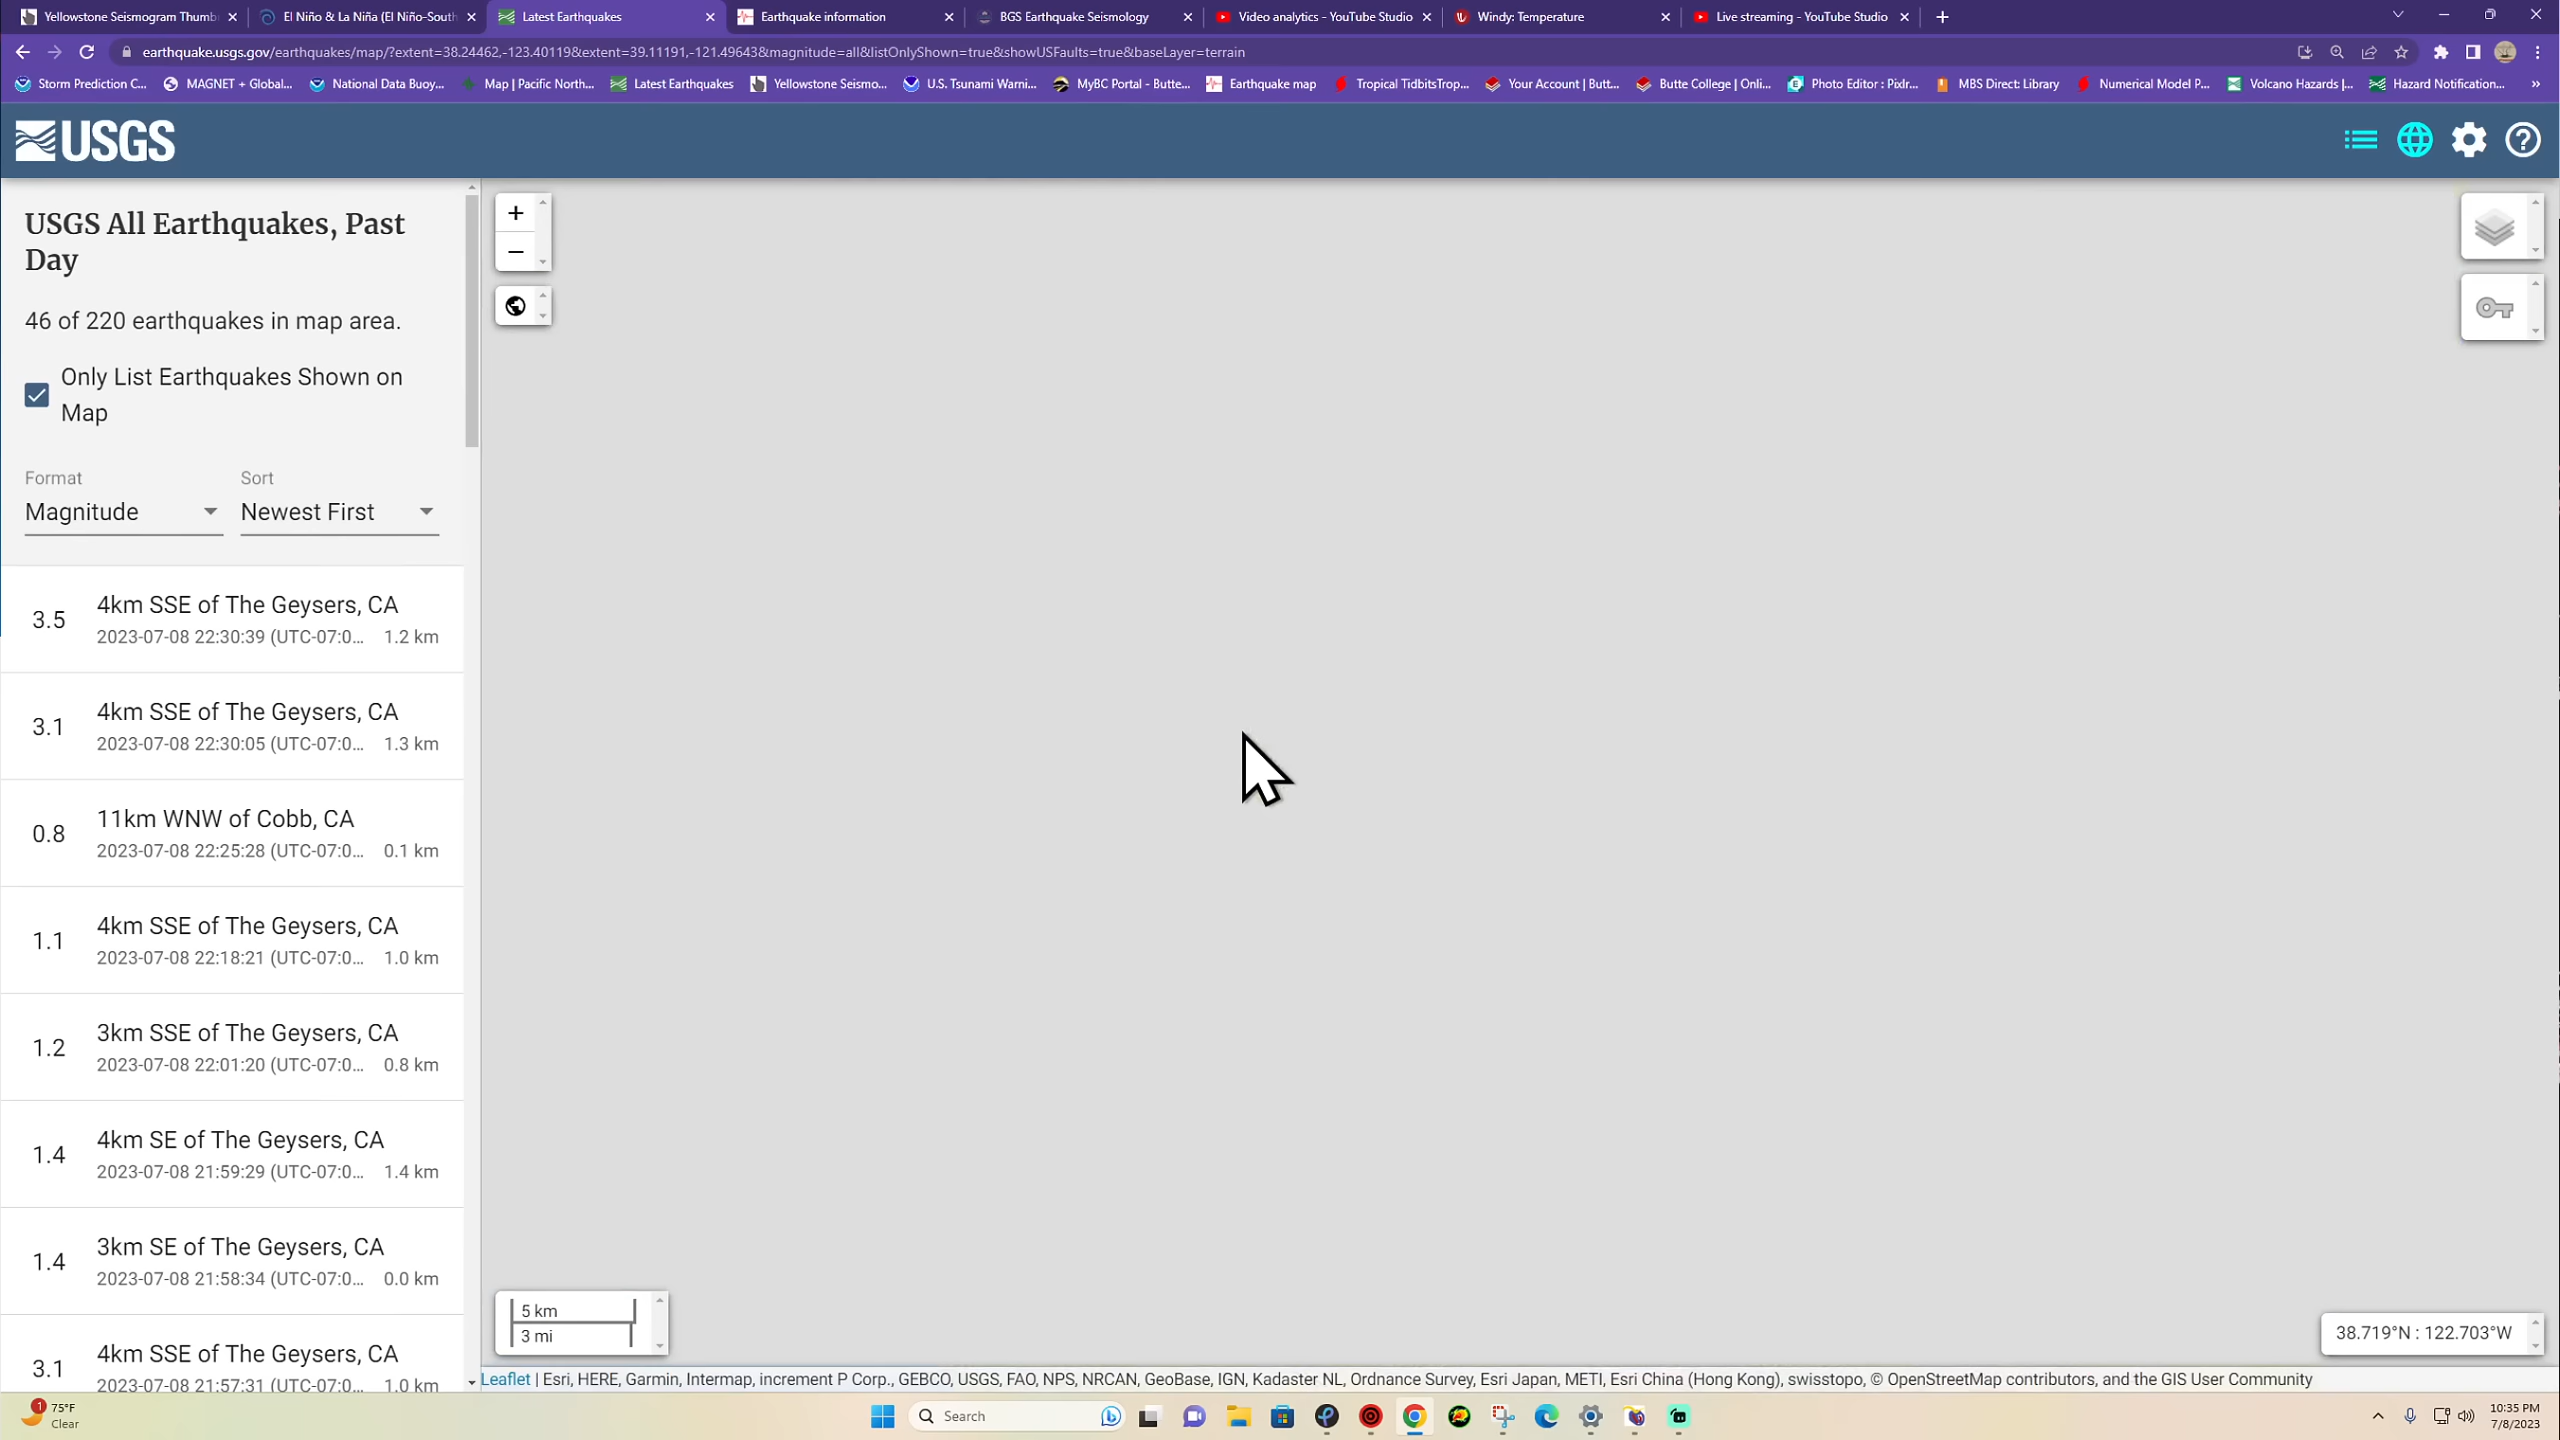 Yellowstone Seismogram Thumb
El Niño & La Niña (El Niño-South
Latest Earthquakes
Earthquake information
BGS Earthquake Seismology
Video analytics - YouTube Studio
Windy: Temperature
Live streaming - YouTube Studio
earthquake.usgs.gov/earthquakes/map/?extent=38.24462,-123.40119&extent=39.11191,-121.49643&magnitude=all&listOnlyShown=true&showUSFaults=true&baseLayer=terrain
Storm Prediction C...
MAGNET + Global...
National Data Buoy...
Map | Pacific North...
Latest Earthquakes
Yellowstone Seismo...
U.S. Tsunami Warni...
MyBC Portal - Butte...
Earthquake map
Tropical TidbitsTrop...
Your Account | Butt...
Butte College | Onli...
Photo Editor : Pixlr...
MBS Direct: Library
Numerical Model P...
Volcano Hazards |...
Hazard Notification...
»
USGS
USGS All Earthquakes, Past
Day
46 of 220 earthquakes in map area.
Only List Earthquakes Shown on
Map
Format
Sort
Magnitude
Newest First
3.5
4km SSE of The Geysers, CA
2023-07-08 22:30:39 (UTC-07:0... 1.2 km
3.1
4km SSE of The Geysers, CA
2023-07-08 22:30:05 (UTC-07:0... 1.3 km
0.8
11km WNW of Cobb, CA
2023-07-08 22:25:28 (UTC-07:0... 0.1 km
1.1
4km SSE of The Geysers, CA
2023-07-08 22:18:21 (UTC-07:0... 1.0 km
1.2
3km SSE of The Geysers, CA
2023-07-08 22:01:20 (UTC-07:0... 0.8 km
1.4
4km SE of The Geysers, CA
2023-07-08 21:59:29 (UTC-07:0... 1.4 km
1.4
3km SE of The Geysers, CA
2023-07-08 21:58:34 (UTC-07:0... 0.0 km
3.1
4km SSE of The Geysers, CA
2023-07-08 21:57:31 (UTC-07:0... 1.0 km
+
−
5 km
3 mi
38.719°N : 122.703°W
Leaflet | Esri, HERE, Garmin, Intermap, increment P Corp., GEBCO, USGS, FAO, NPS, NRCAN, GeoBase, IGN, Kadaster NL, Ordnance Survey, Esri Japan, METI, Esri China (Hong Kong), swisstopo, © OpenStreetMap contributors, and the GIS User Community
1
75°F
Clear
Search
10:35 PM
7/8/2023